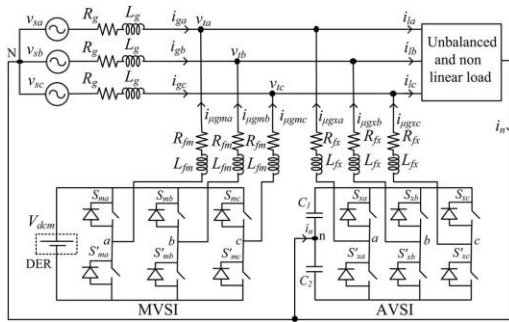 v_sa R_g L_g i_ga v_ta i_la
N v_sb R_g L_g i_gb v_tb i_lb
v_sc R_g L_g i_gc v_tc i_lc
Unbalanced
and non
linear load
i_n
i_μgma i_μgmb i_μgmc i_μgxa i_μgxb i_μgxc
R_fm R_fm R_fm R_fx R_fx R_fx
L_fm L_fm L_fm L_fx L_fx L_fx
S_ma S_mb S_mc C_1 S_xa S_xb S_xc
V_dcm
a b c i_n n a b c
DER
S'_ma S'_mb S'_mc C_2 S'_xa S'_xb S'_xc
MVSI AVSI